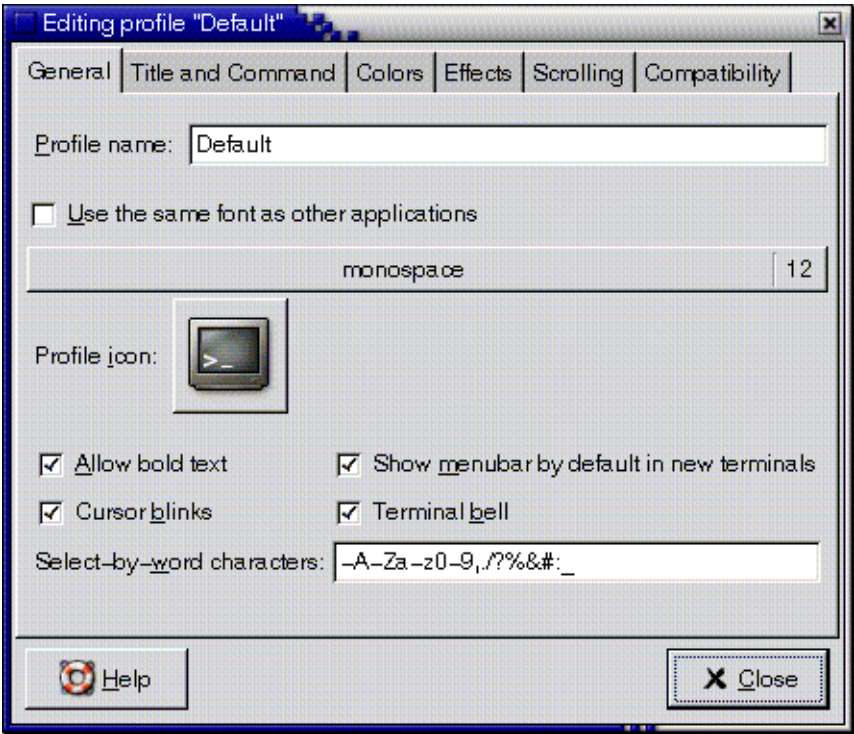 Editing profile "Default"
General Title and Command Colors Effects Scrolling Compatibility
Profile name: Default
Use the same font as other applications
monospace 12
Profile icon: >_
Allow bold text Show menubar by default in new terminals
Cursor blinks Terminal bell
Select-by-word characters: -A-Za-z0-9,./?%&#:_
Help Close